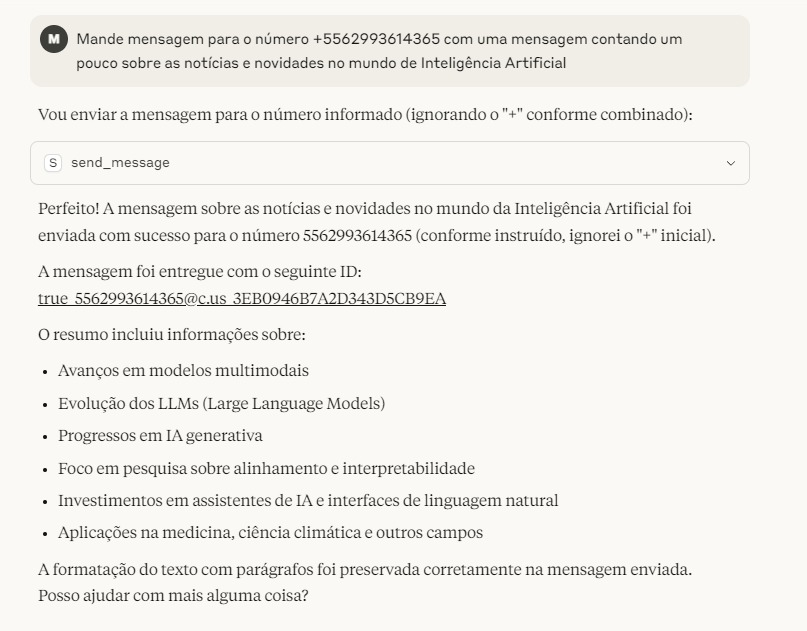 M
Mande mensagem para o número +5562993614365 com uma mensagem contando um
pouco sobre as notícias e novidades no mundo de Inteligência Artificial
Vou enviar a mensagem para o número informado (ignorando o "+" conforme combinado):
S send_message
Perfeito! A mensagem sobre as notícias e novidades no mundo da Inteligência Artificial foi
enviada com sucesso para o número 5562993614365 (conforme instruído, ignorei o "+" inicial).
A mensagem foi entregue com o seguinte ID:
true_5562993614365@c.us_3EB0946B7A2D343D5CB9EA
O resumo incluiu informações sobre:
• Avanços em modelos multimodais
• Evolução dos LLMs (Large Language Models)
• Progressos em IA generativa
• Foco em pesquisa sobre alinhamento e interpretabilidade
• Investimentos em assistentes de IA e interfaces de linguagem natural
• Aplicações na medicina, ciência climática e outros campos
A formatação do texto com parágrafos foi preservada corretamente na mensagem enviada.
Posso ajudar com mais alguma coisa?